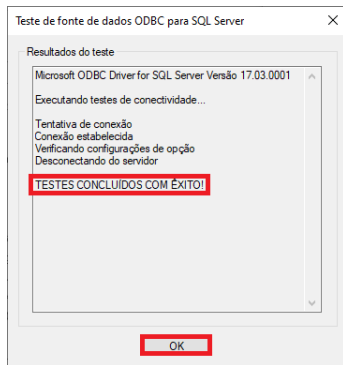 Teste de fonte de dados ODBC para SQL Server
Resultados do teste
Microsoft ODBC Driver for SQL Server Versão 17.03.0001
Executando testes de conectividade...
Tentativa de conexão
Conexão estabelecida
Verificando configurações de opção
Desconectando do servidor
TESTES CONCLUÍDOS COM ÊXITO!
OK